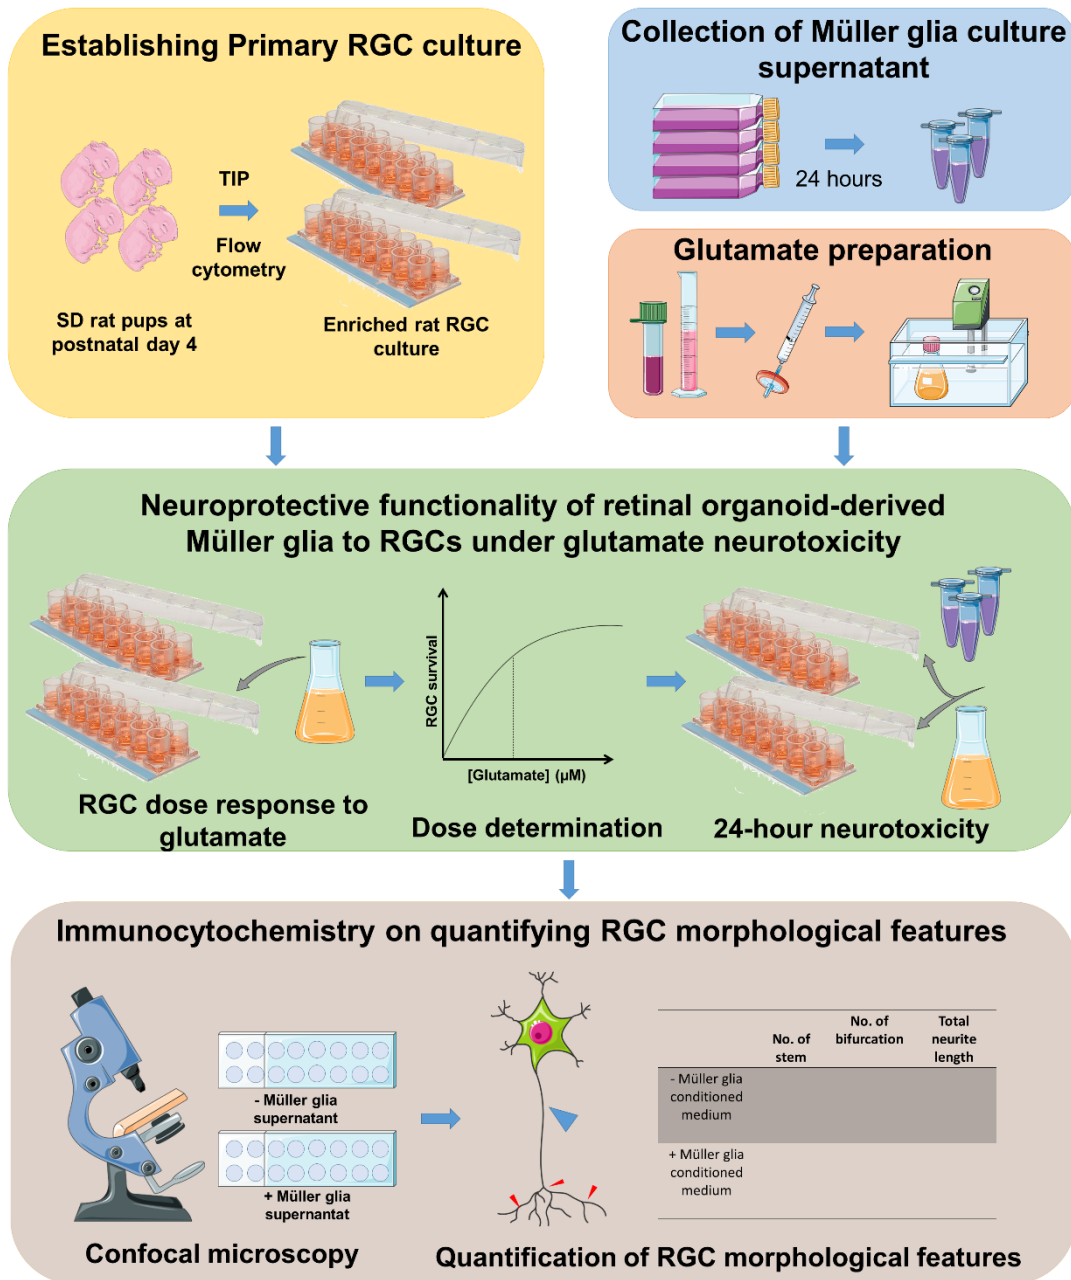 Establishing Primary RGC culture
TIP
Flow
cytometry
SD rat pups at
postnatal day 4
Enriched rat RGC
culture
Collection of Müller glia culture
supernatant
24 hours
Glutamate preparation
Neuroprotective functionality of retinal organoid-derived
Müller glia to RGCs under glutamate neurotoxicity
RGC survival
[Glutamate] (µM)
RGC dose response to
glutamate
Dose determination
24-hour neurotoxicity
Immunocytochemistry on quantifying RGC morphological features
- Müller glia
supernatant
+ Müller glia
supernantat
Confocal microscopy
No. of
stem
No. of
bifurcation
Total
neurite
length
- Müller glia
conditioned
medium
+ Müller glia
conditioned
medium
Quantification of RGC morphological features